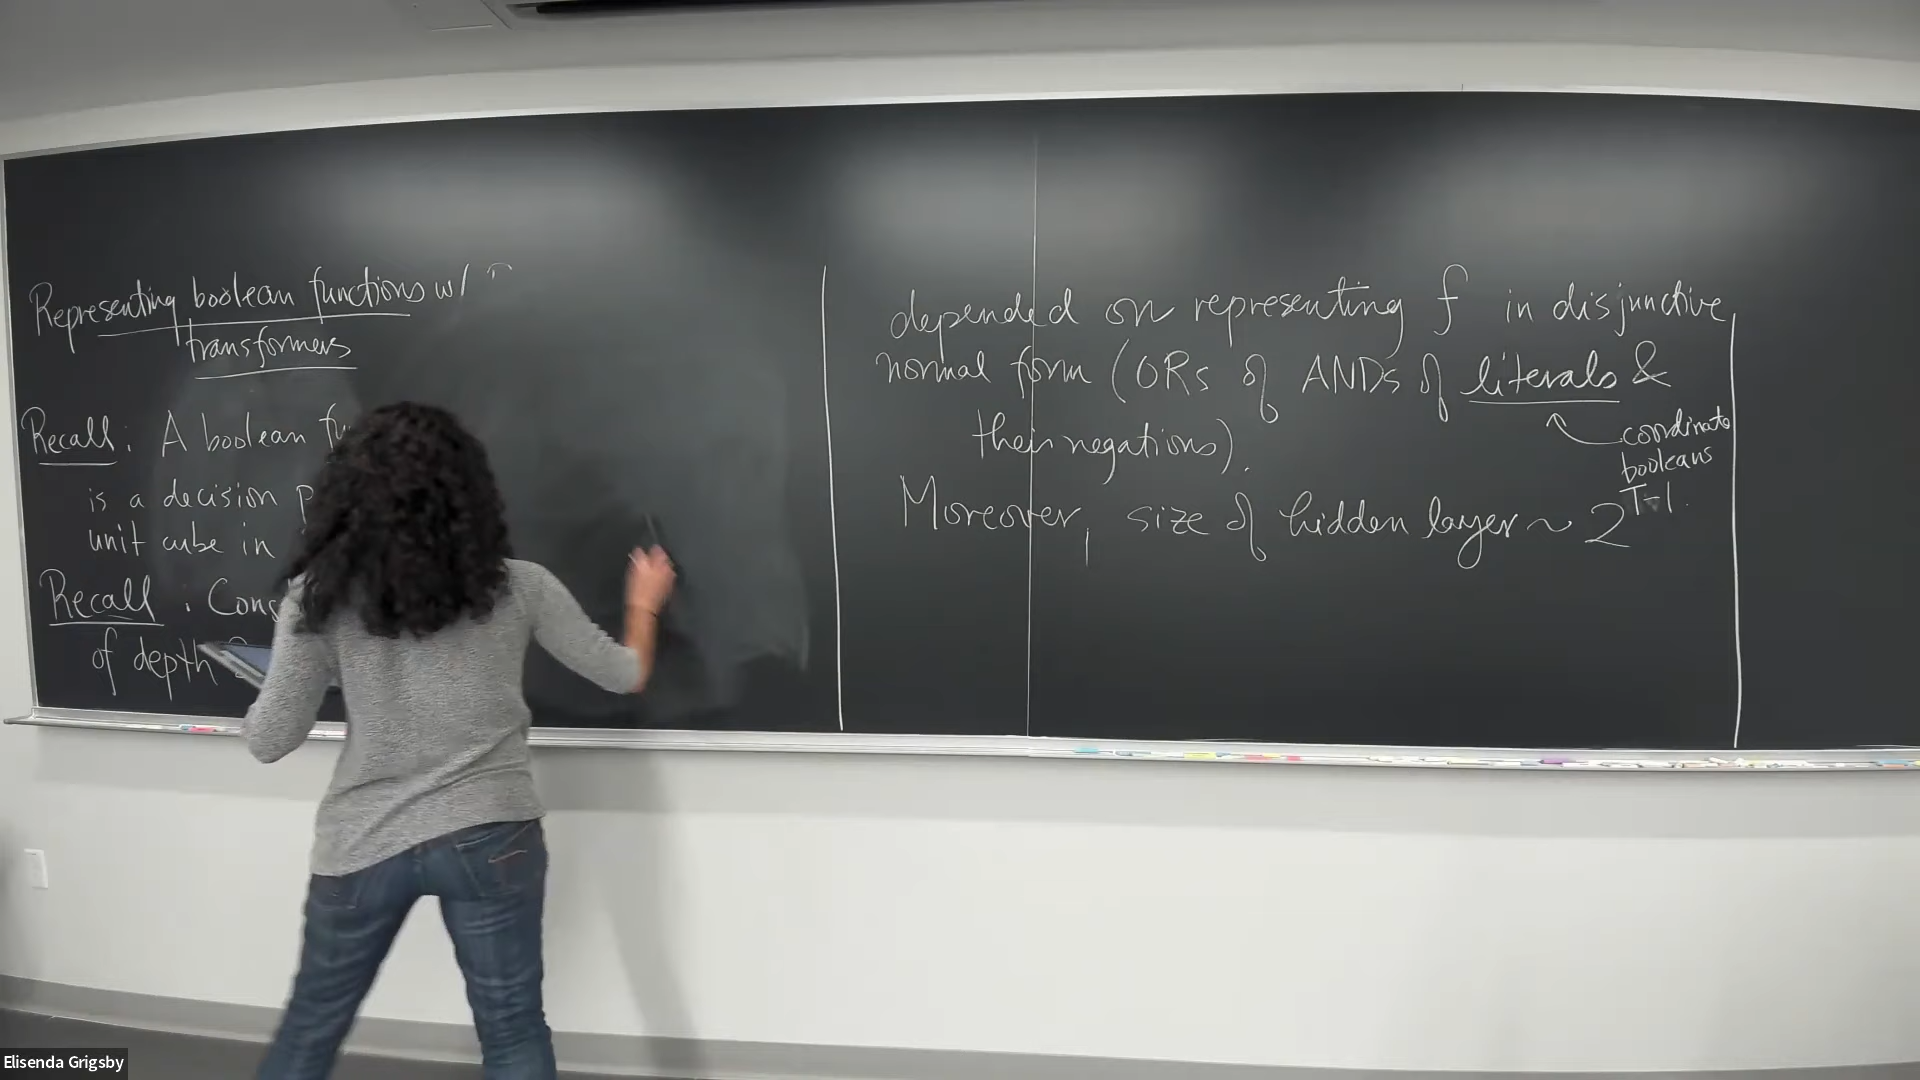 Representing boolean functions w/
transformers
Recall: A boolean fu
is a decision p
unit cube in
Recall: Cons
of depth 2
depended on representing f in disjunctive
normal form (ORs of ANDs of literals &
their negations).
coordinate
booleans
Moreover, size of hidden layer ~ 2^{T-1}.
Elisenda Grigsby